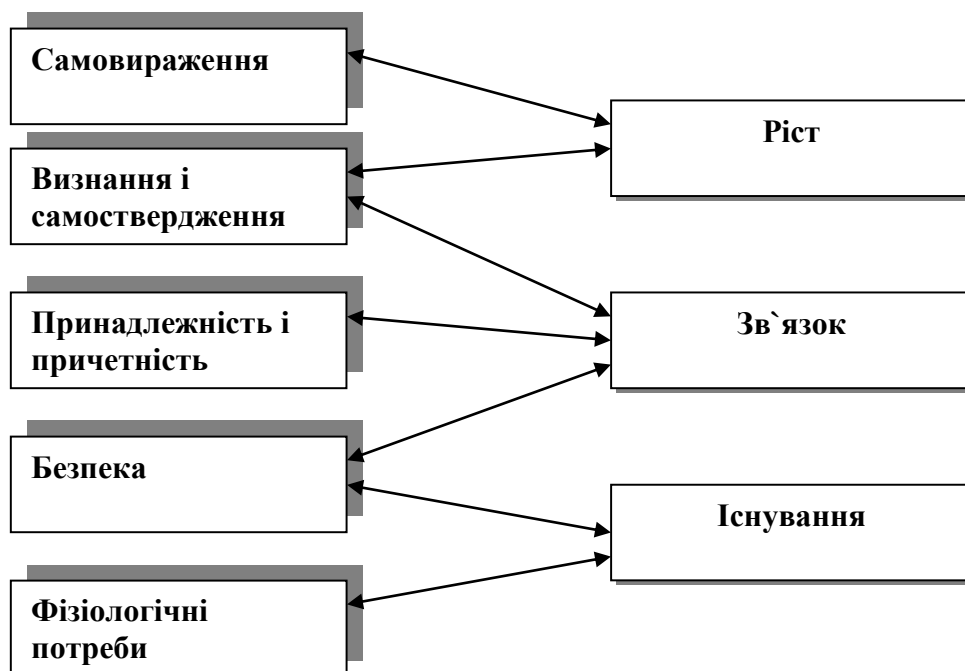 Самовираження
Ріст
Визнання і
самоствердження
Принадлежність і
причетність
Зв`язок
Безпека
Існування
Фізіологічні
потреби